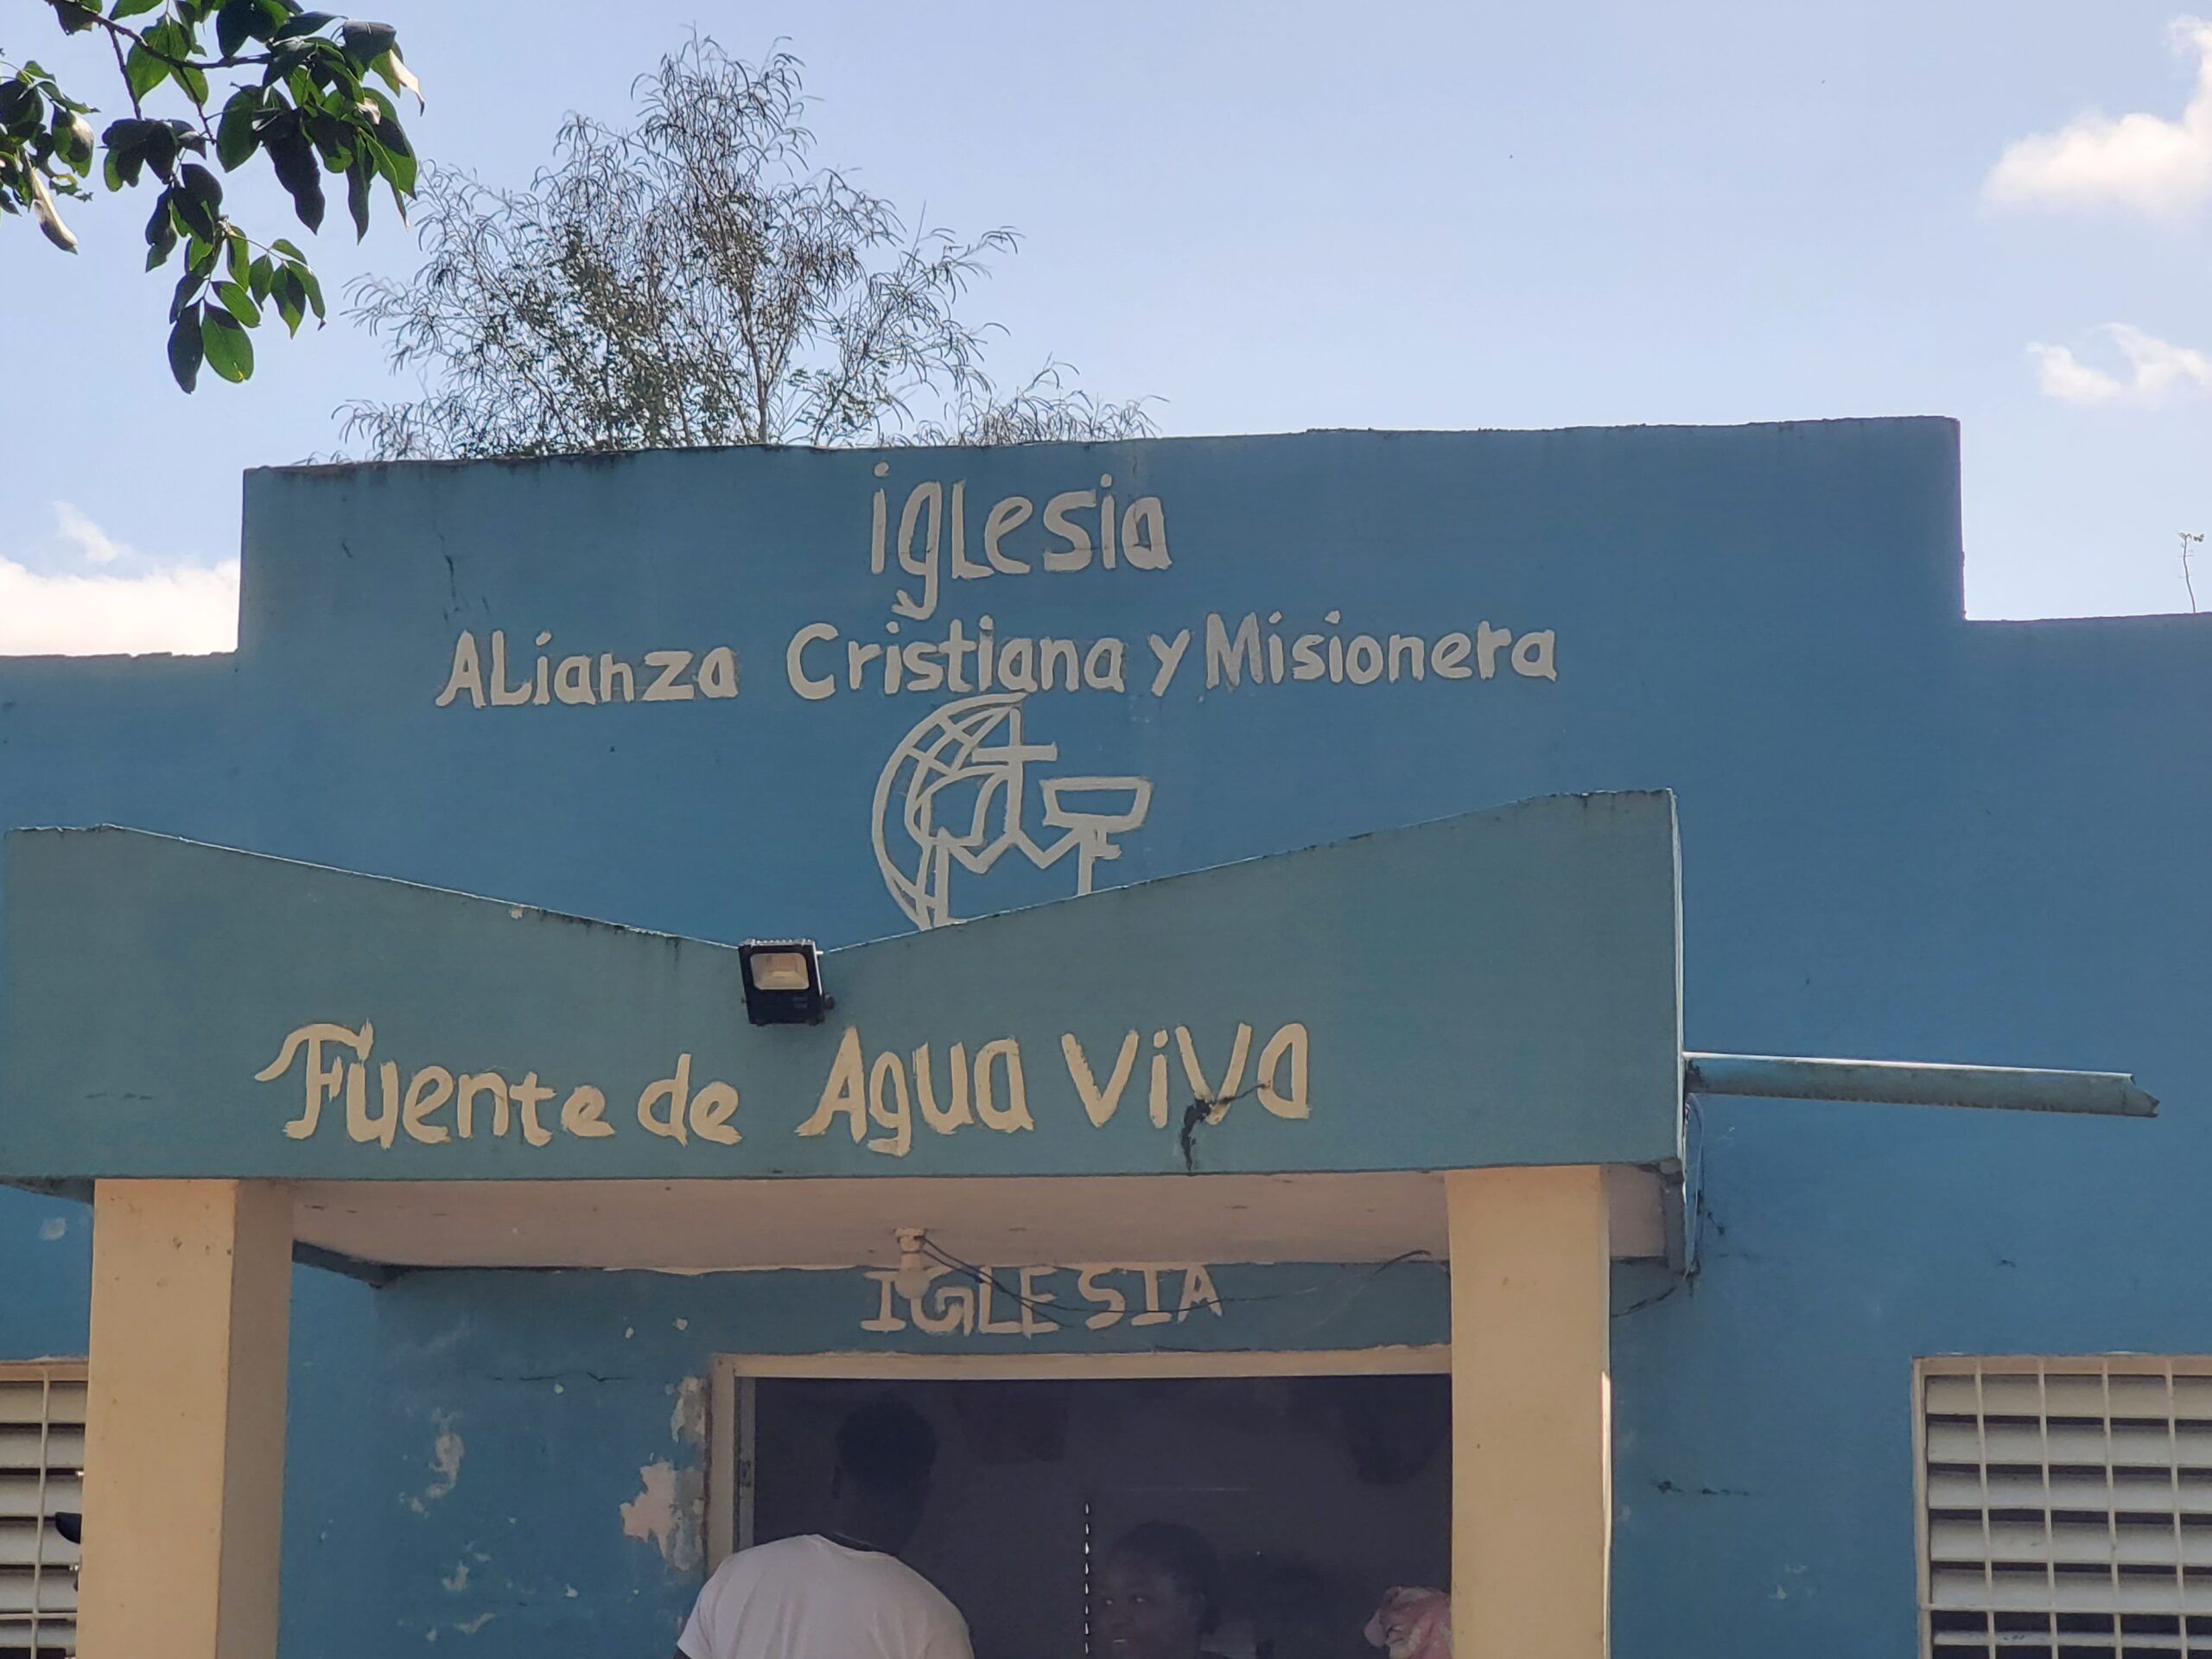 iglesia
Alianza Cristiana y Misionera
Fuente de Agua Viva
IGLESIA